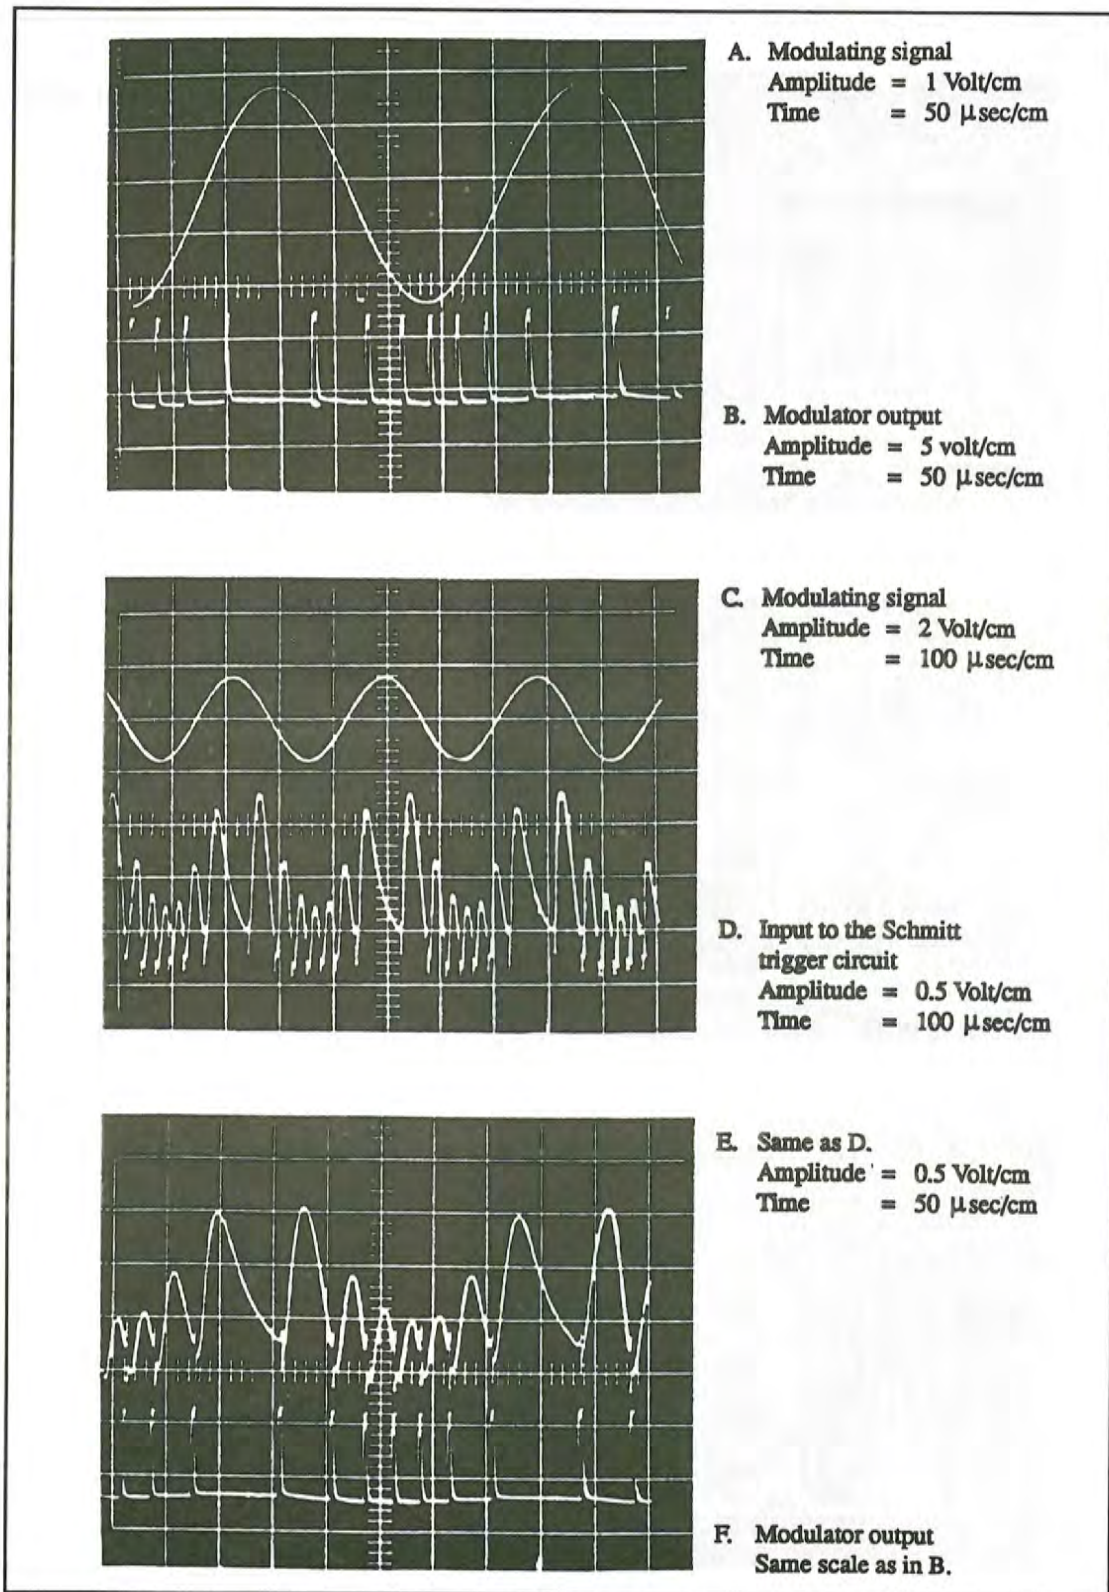 A. Modulating signal
Amplitude = 1 Volt/cm
Time = 50 μsec/cm
B. Modulator output
Amplitude = 5 volt/cm
Time = 50 μsec/cm
C. Modulating signal
Amplitude = 2 Volt/cm
Time = 100 μsec/cm
D. Input to the Schmitt
trigger circuit
Amplitude = 0.5 Volt/cm
Time = 100 μsec/cm
E. Same as D.
Amplitude = 0.5 Volt/cm
Time = 50 μsec/cm
F. Modulator output
Same scale as in B.